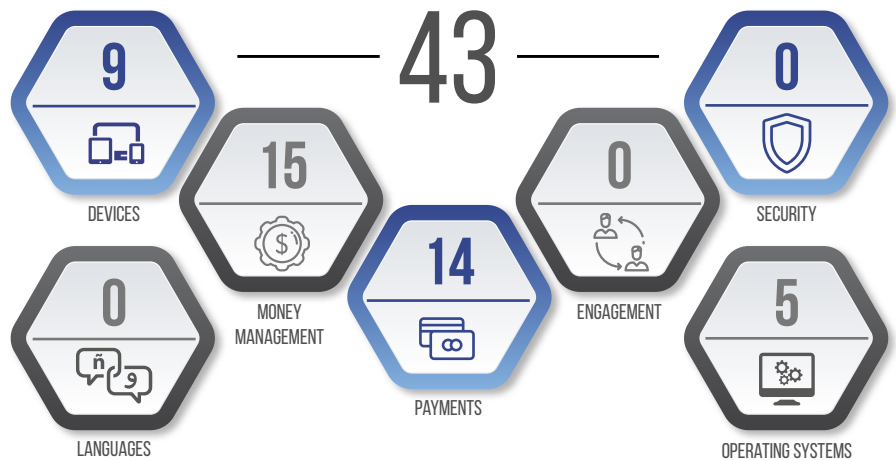 43
9
DEVICES
0
SECURITY
15
MONEY
MANAGEMENT
0
ENGAGEMENT
14
PAYMENTS
$
0
ñ
و
LANGUAGES
5
OPERATING SYSTEMS